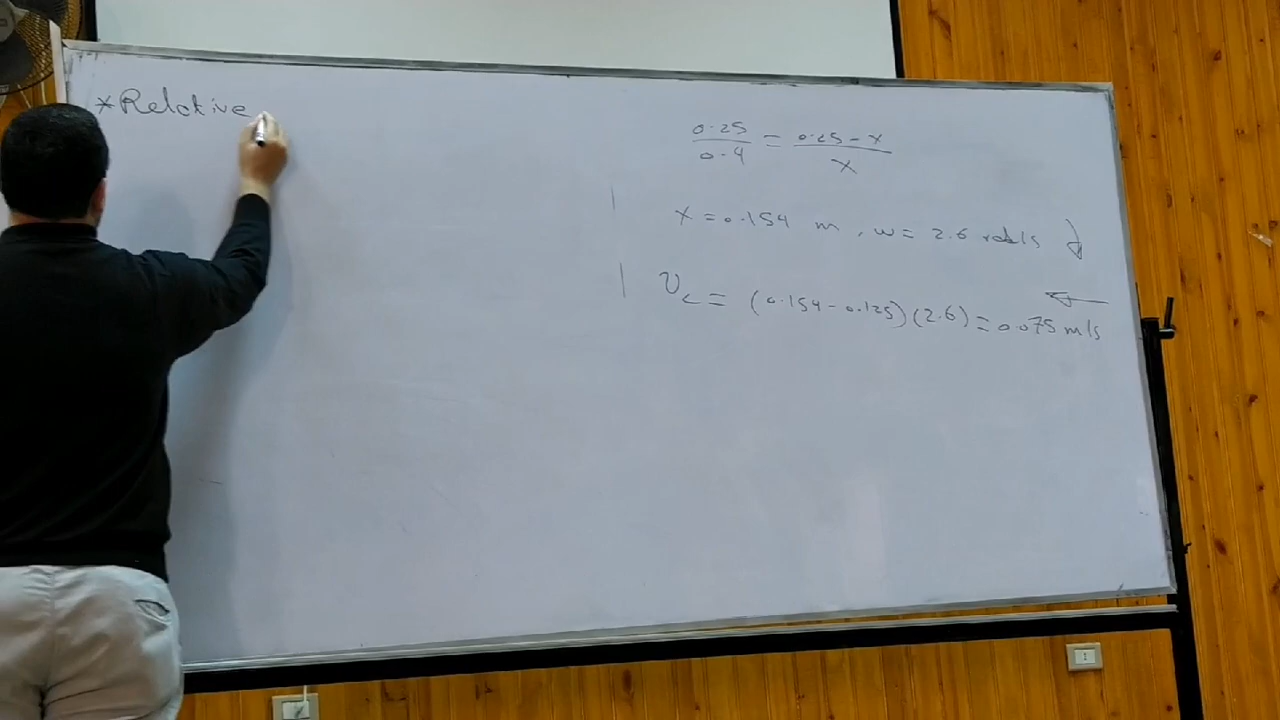 *Relative
0.25/0.4 = 0.25-x/x
x = 0.154 m , w = 2.6 rad/s
v_c = (0.154-0.125)(2.6) = 0.075 m/s